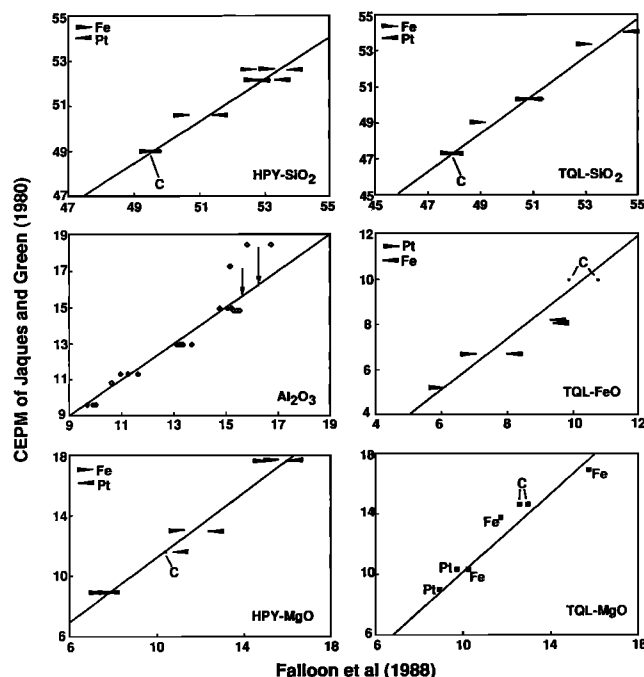 CEPM of Jaques and Green (1980)
55
53
51
49
47
47 49 51 53 55
Fe
Pt
C
HPY-SiO₂
55
53
51
49
47
45
45 47 49 51 53 55
Fe
Pt
C
TQL-SiO₂
19
17
15
13
11
9
9 11 13 15 17 19
Al₂O₃
12
10
8
6
4
4 6 8 10 12
Pt
Fe
C
TQL-FeO
18
14
10
6
6 10 14 18
Fe
Pt
C
HPY-MgO
18
14
10
6
6 10 14 18
Fe
C
Fe
Pt
Fe
Pt
TQL-MgO
Falloon et al (1988)